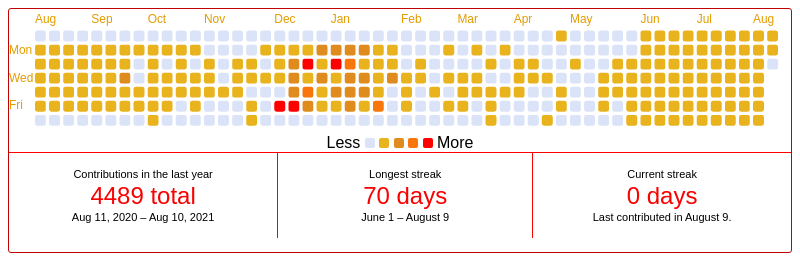 Aug Sep Oct Nov Dec Jan Feb Mar Apr May Jun Jul Aug
Mon
Wed
Fri
Less More
Contributions in the last year
4489 total
Aug 11, 2020 – Aug 10, 2021
Longest streak
70 days
June 1 – August 9
Current streak
0 days
Last contributed in August 9.